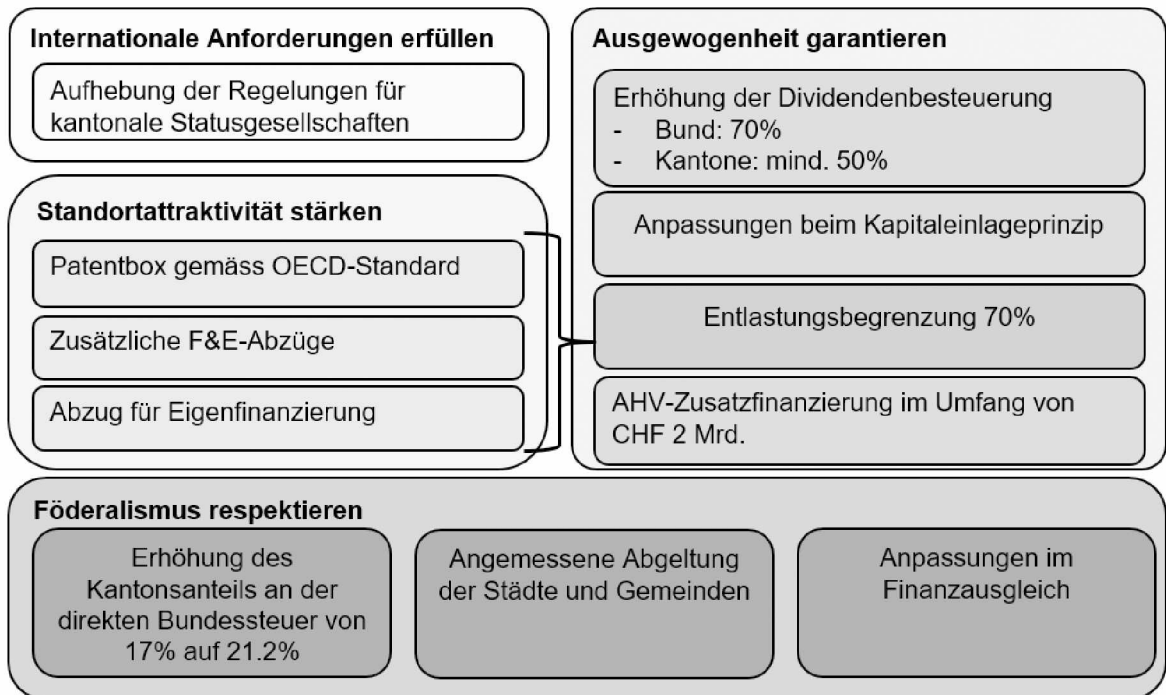 Internationale Anforderungen erfüllen
Aufhebung der Regelungen für
kantonale Statusgesellschaften
Standortattraktivität stärken
Patentbox gemäss OECD-Standard
Zusätzliche F&E-Abzüge
Abzug für Eigenfinanzierung
Ausgewogenheit garantieren
Erhöhung der Dividendenbesteuerung
- Bund: 70%
- Kantone: mind. 50%
Anpassungen beim Kapitaleinlageprinzip
Entlastungsbegrenzung 70%
AHV-Zusatzfinanzierung im Umfang von
CHF 2 Mrd.
Föderalismus respektieren
Erhöhung des
Kantonsanteils an der
direkten Bundessteuer von
17% auf 21.2%
Angemessene Abgeltung
der Städte und Gemeinden
Anpassungen im
Finanzausgleich